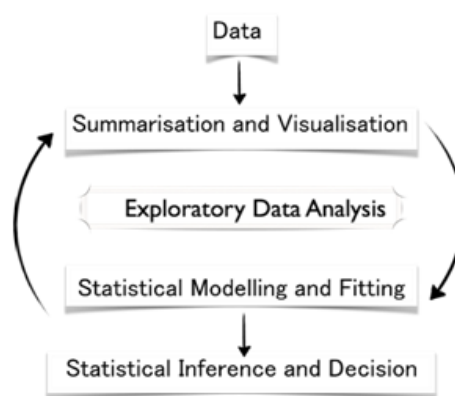 Data
Summarisation and Visualisation
Exploratory Data Analysis
Statistical Modelling and Fitting
Statistical Inference and Decision